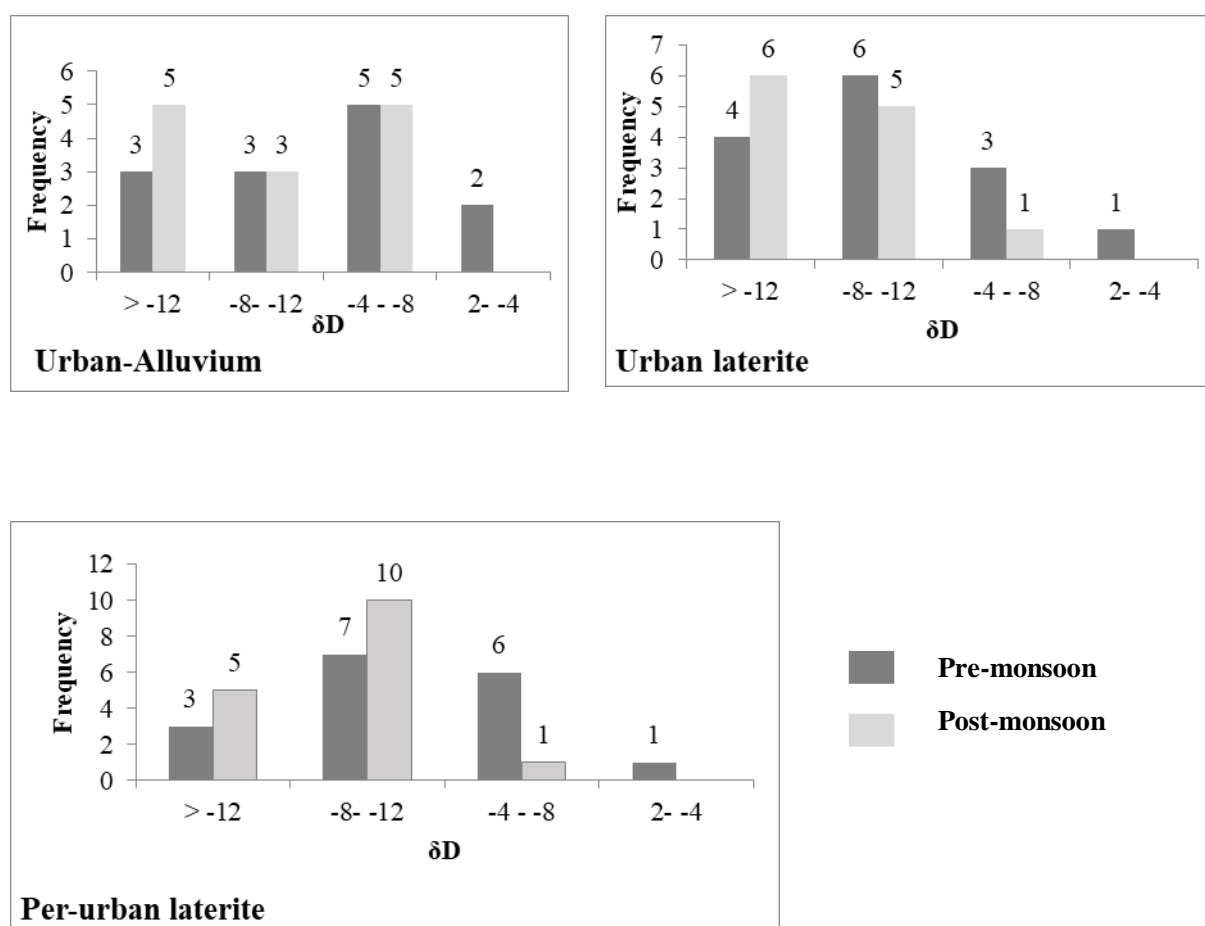 6
5
4
3
2
1
0
Frequency
3 5 3 3 5 5 2
> -12 -8- -12 -4 - -8 2- -4
δD
Urban-Alluvium
7
6
5
4
3
2
1
0
Frequency
4 6 6 5 3 1 1
> -12 -8- -12 -4 - -8 2- -4
δD
Urban laterite
12
10
8
6
4
2
0
Frequency
3 5 7 10 6 1 1
> -12 -8- -12 -4 - -8 2- -4
δD
Per-urban laterite
Pre-monsoon
Post-monsoon